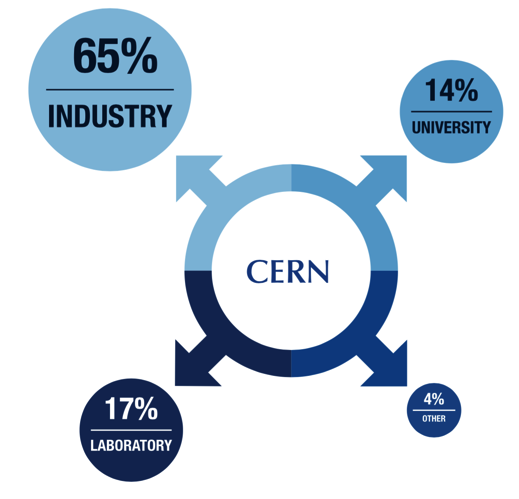 65%
INDUSTRY
14%
UNIVERSITY
CERN
17%
LABORATORY
4%
OTHER